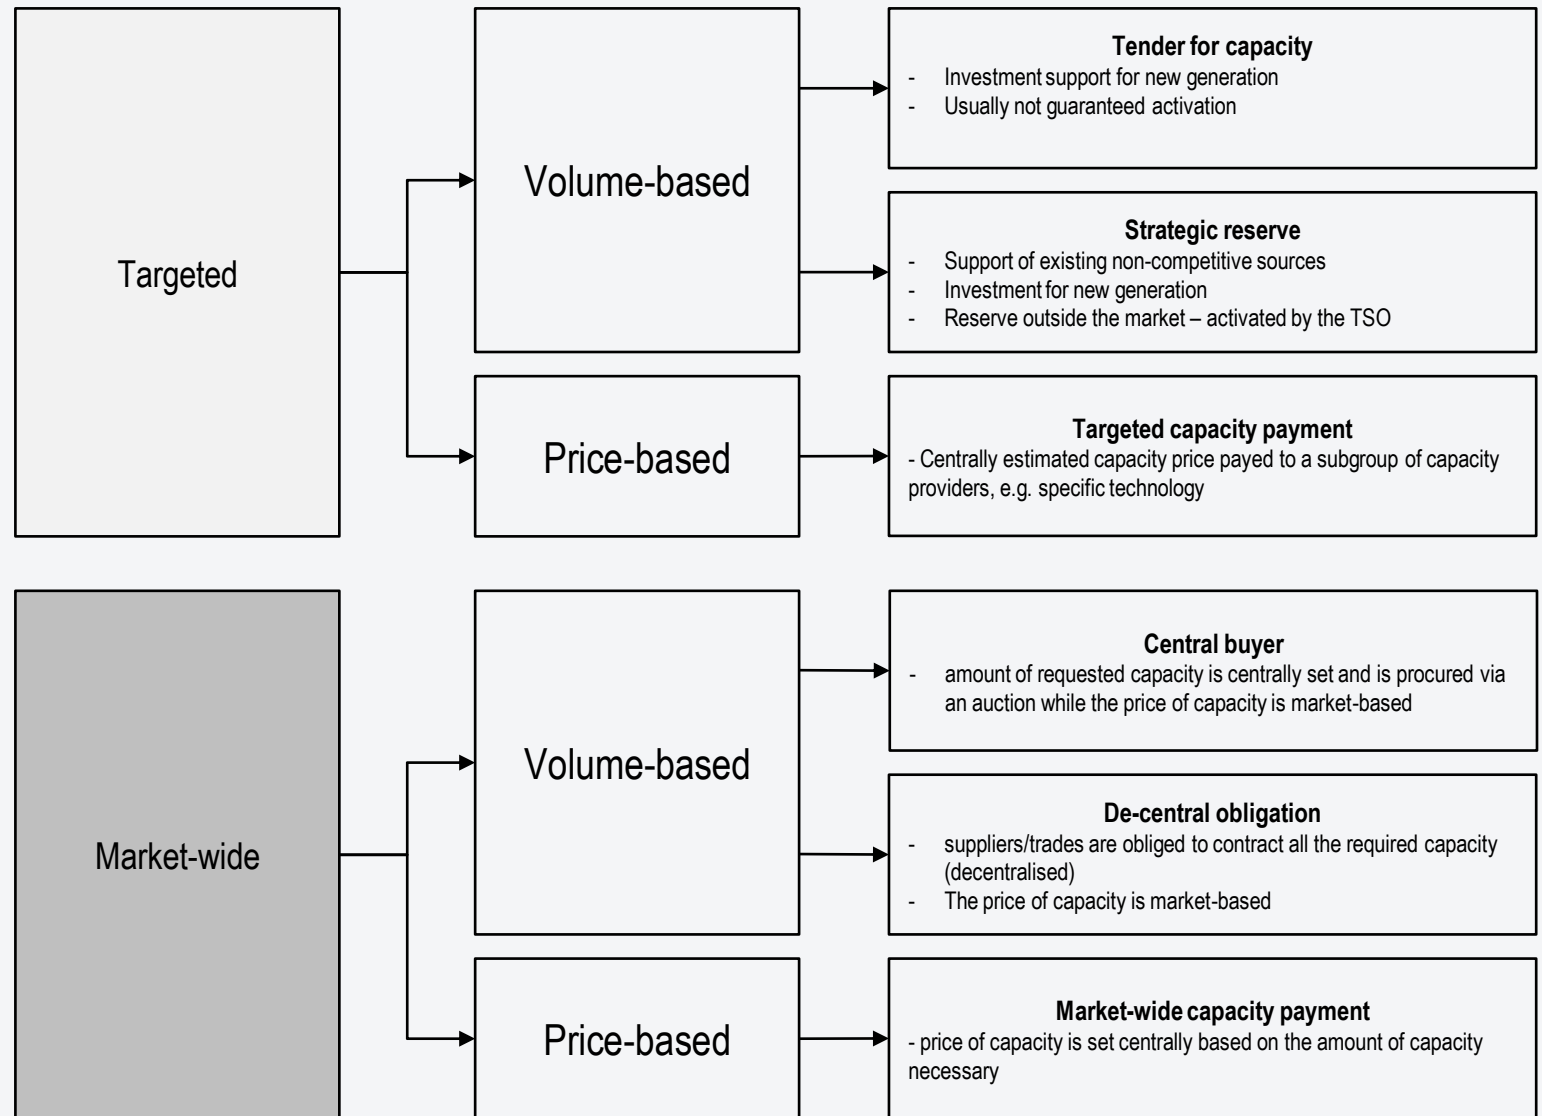 Targeted
Volume-based
Tender for capacity
- Investment support for new generation
- Usually not guaranteed activation
Strategic reserve
- Support of existing non-competitive sources
- Investment for new generation
- Reserve outside the market – activated by the TSO
Price-based
Targeted capacity payment
- Centrally estimated capacity price payed to a subgroup of capacity
providers, e.g. specific technology
Market-wide
Volume-based
Central buyer
- amount of requested capacity is centrally set and is procured via
an auction while the price of capacity is market-based
De-central obligation
- suppliers/trades are obliged to contract all the required capacity
(decentralised)
- The price of capacity is market-based
Price-based
Market-wide capacity payment
- price of capacity is set centrally based on the amount of capacity
necessary